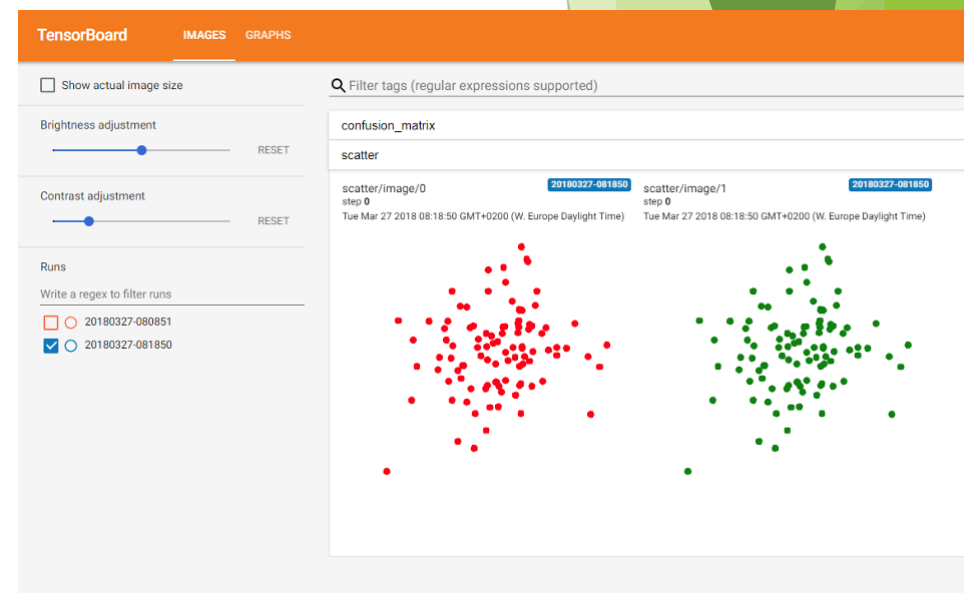 TensorBoard IMAGES GRAPHS
Show actual image size
Filter tags (regular expressions supported)
Brightness adjustment
RESET
Contrast adjustment
RESET
Runs
Write a regex to filter runs
20180327-080851
20180327-081850
confusion_matrix
scatter
scatter/image/0 20180327-081850
step 0
Tue Mar 27 2018 08:18:50 GMT+0200 (W. Europe Daylight Time)
scatter/image/1 20180327-081850
step 0
Tue Mar 27 2018 08:18:50 GMT+0200 (W. Europe Daylight Time)